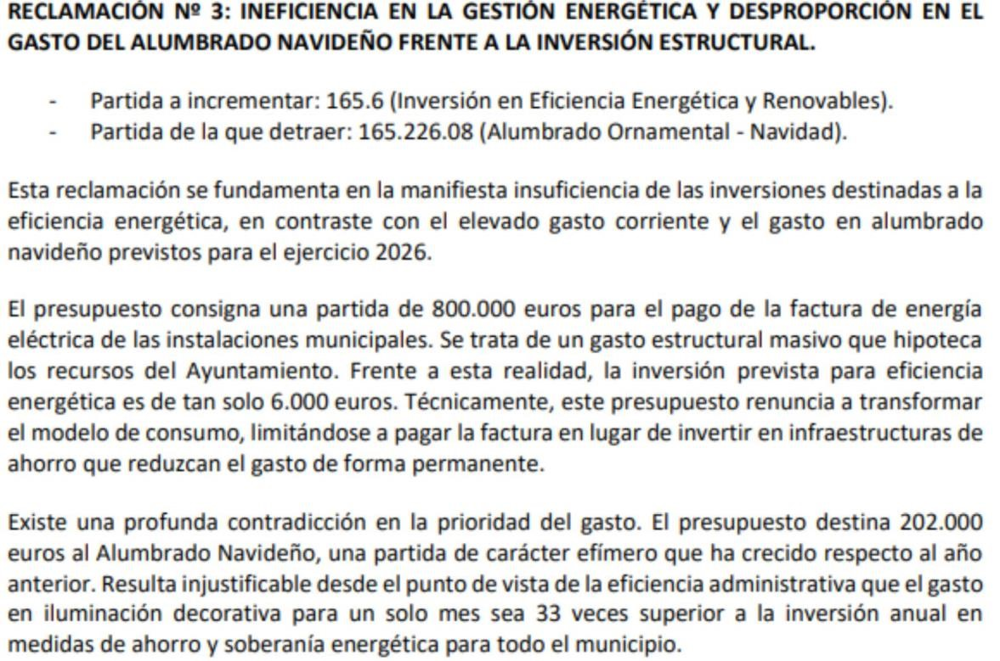 RECLAMACIÓN Nº 3: INEFICIENCIA EN LA GESTIÓN ENERGÉTICA Y DESPROPORCIÓN EN EL
GASTO DEL ALUMBRADO NAVIDEÑO FRENTE A LA INVERSIÓN ESTRUCTURAL.
- Partida a incrementar: 165.6 (Inversión en Eficiencia Energética y Renovables).
- Partida de la que detraer: 165.226.08 (Alumbrado Ornamental - Navidad).
Esta reclamación se fundamenta en la manifiesta insuficiencia de las inversiones destinadas a la
eficiencia energética, en contraste con el elevado gasto corriente y el gasto en alumbrado
navideño previstos para el ejercicio 2026.
El presupuesto consigna una partida de 800.000 euros para el pago de la factura de energía
eléctrica de las instalaciones municipales. Se trata de un gasto estructural masivo que hipoteca
los recursos del Ayuntamiento. Frente a esta realidad, la inversión prevista para eficiencia
energética es de tan solo 6.000 euros. Técnicamente, este presupuesto renuncia a transformar
el modelo de consumo, limitándose a pagar la factura en lugar de invertir en infraestructuras de
ahorro que reduzcan el gasto de forma permanente.
Existe una profunda contradicción en la prioridad del gasto. El presupuesto destina 202.000
euros al Alumbrado Navideño, una partida de carácter efímero que ha crecido respecto al año
anterior. Resulta injustificable desde el punto de vista de la eficiencia administrativa que el gasto
en iluminación decorativa para un solo mes sea 33 veces superior a la inversión anual en
medidas de ahorro y soberanía energética para todo el municipio.